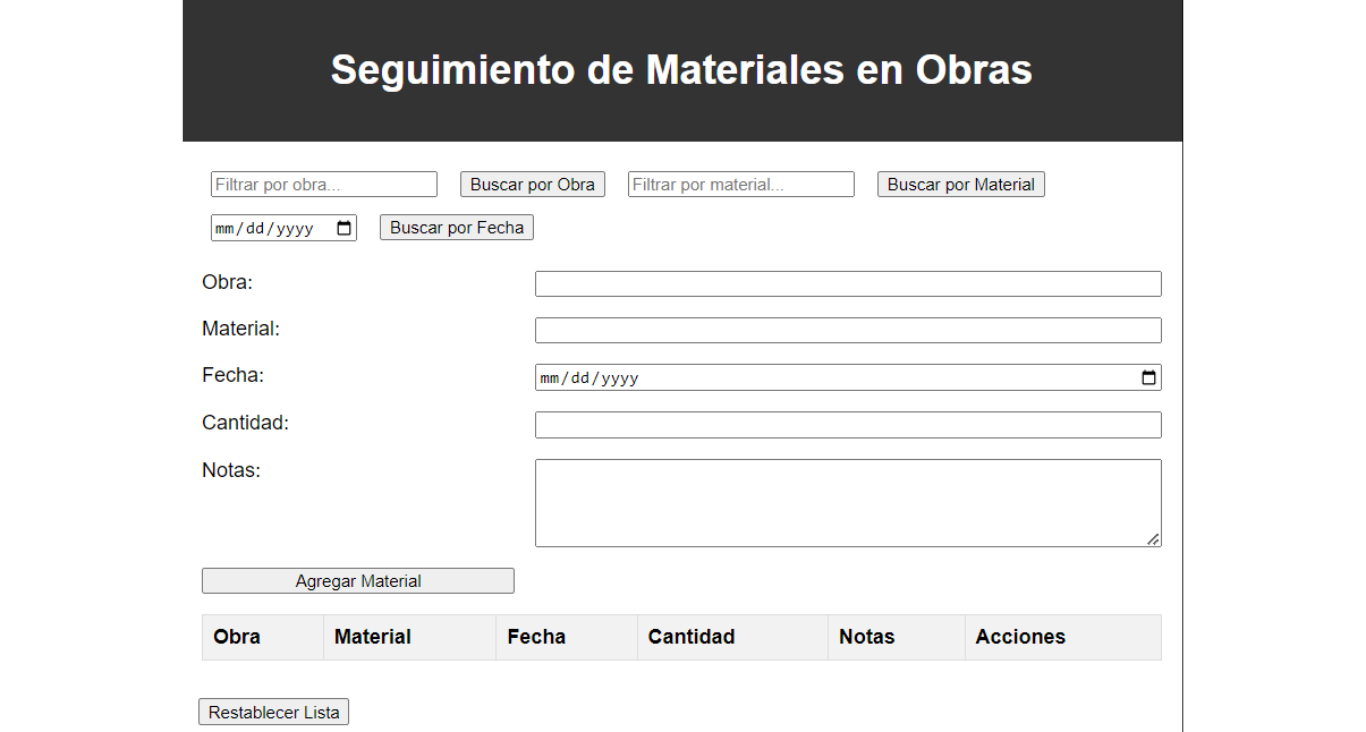 Seguimiento de Materiales en Obras
Filtrar por obra... Buscar por Obra Filtrar por material... Buscar por Material
mm/dd/yyyy Buscar por Fecha
Obra:
Material:
Fecha: mm/dd/yyyy
Cantidad:
Notas:
Agregar Material
Obra Material Fecha Cantidad Notas Acciones
Restablecer Lista